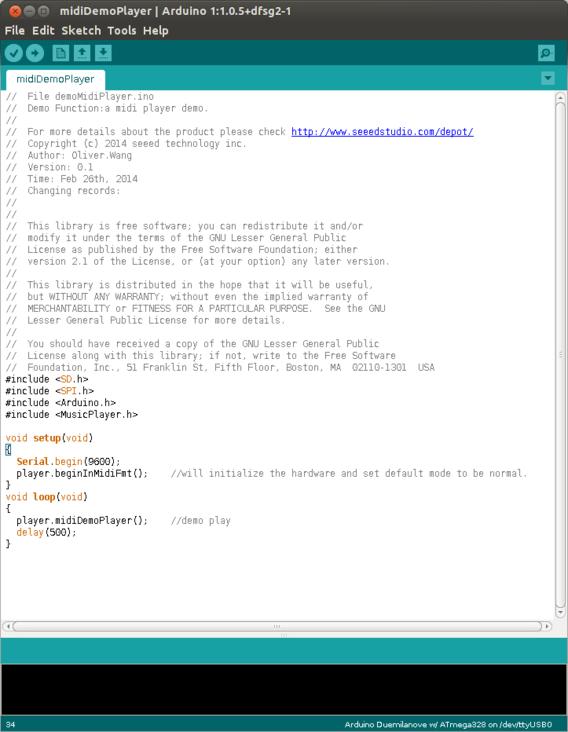 midiDemoPlayer | Arduino 1:1.0.5+dfsg2-1
File Edit Sketch Tools Help
midiDemoPlayer
//  File demoMidiPlayer.ino
//  Demo Function:a midi player demo.
//
//  For more details about the product please check http://www.seeedstudio.com/depot/
//  Copyright (c) 2014 seeed technology inc.
//  Author: Oliver.Wang
//  Version: 0.1
//  Time: Feb 26th, 2014
//  Changing records:
//
//
//  This library is free software; you can redistribute it and/or
//  modify it under the terms of the GNU Lesser General Public
//  License as published by the Free Software Foundation; either
//  version 2.1 of the License, or (at your option) any later version.
//
//  This library is distributed in the hope that it will be useful,
//  but WITHOUT ANY WARRANTY; without even the implied warranty of
//  MERCHANTABILITY or FITNESS FOR A PARTICULAR PURPOSE.  See the GNU
//  Lesser General Public License for more details.
//
//  You should have received a copy of the GNU Lesser General Public
//  License along with this library; if not, write to the Free Software
//  Foundation, Inc., 51 Franklin St, Fifth Floor, Boston, MA  02110-1301  USA
#include <SD.h>
#include <SPI.h>
#include <Arduino.h>
#include <MusicPlayer.h>
void setup(void)
{
  Serial.begin(9600);
  player.beginInMidiFmt();    //will initialize the hardware and set default mode to be normal.
}
void loop(void)
{
  player.midiDemoPlayer();    //demo play
  delay(500);
}
34
Arduino Duemilanove w/ ATmega328 on /dev/ttyUSB0